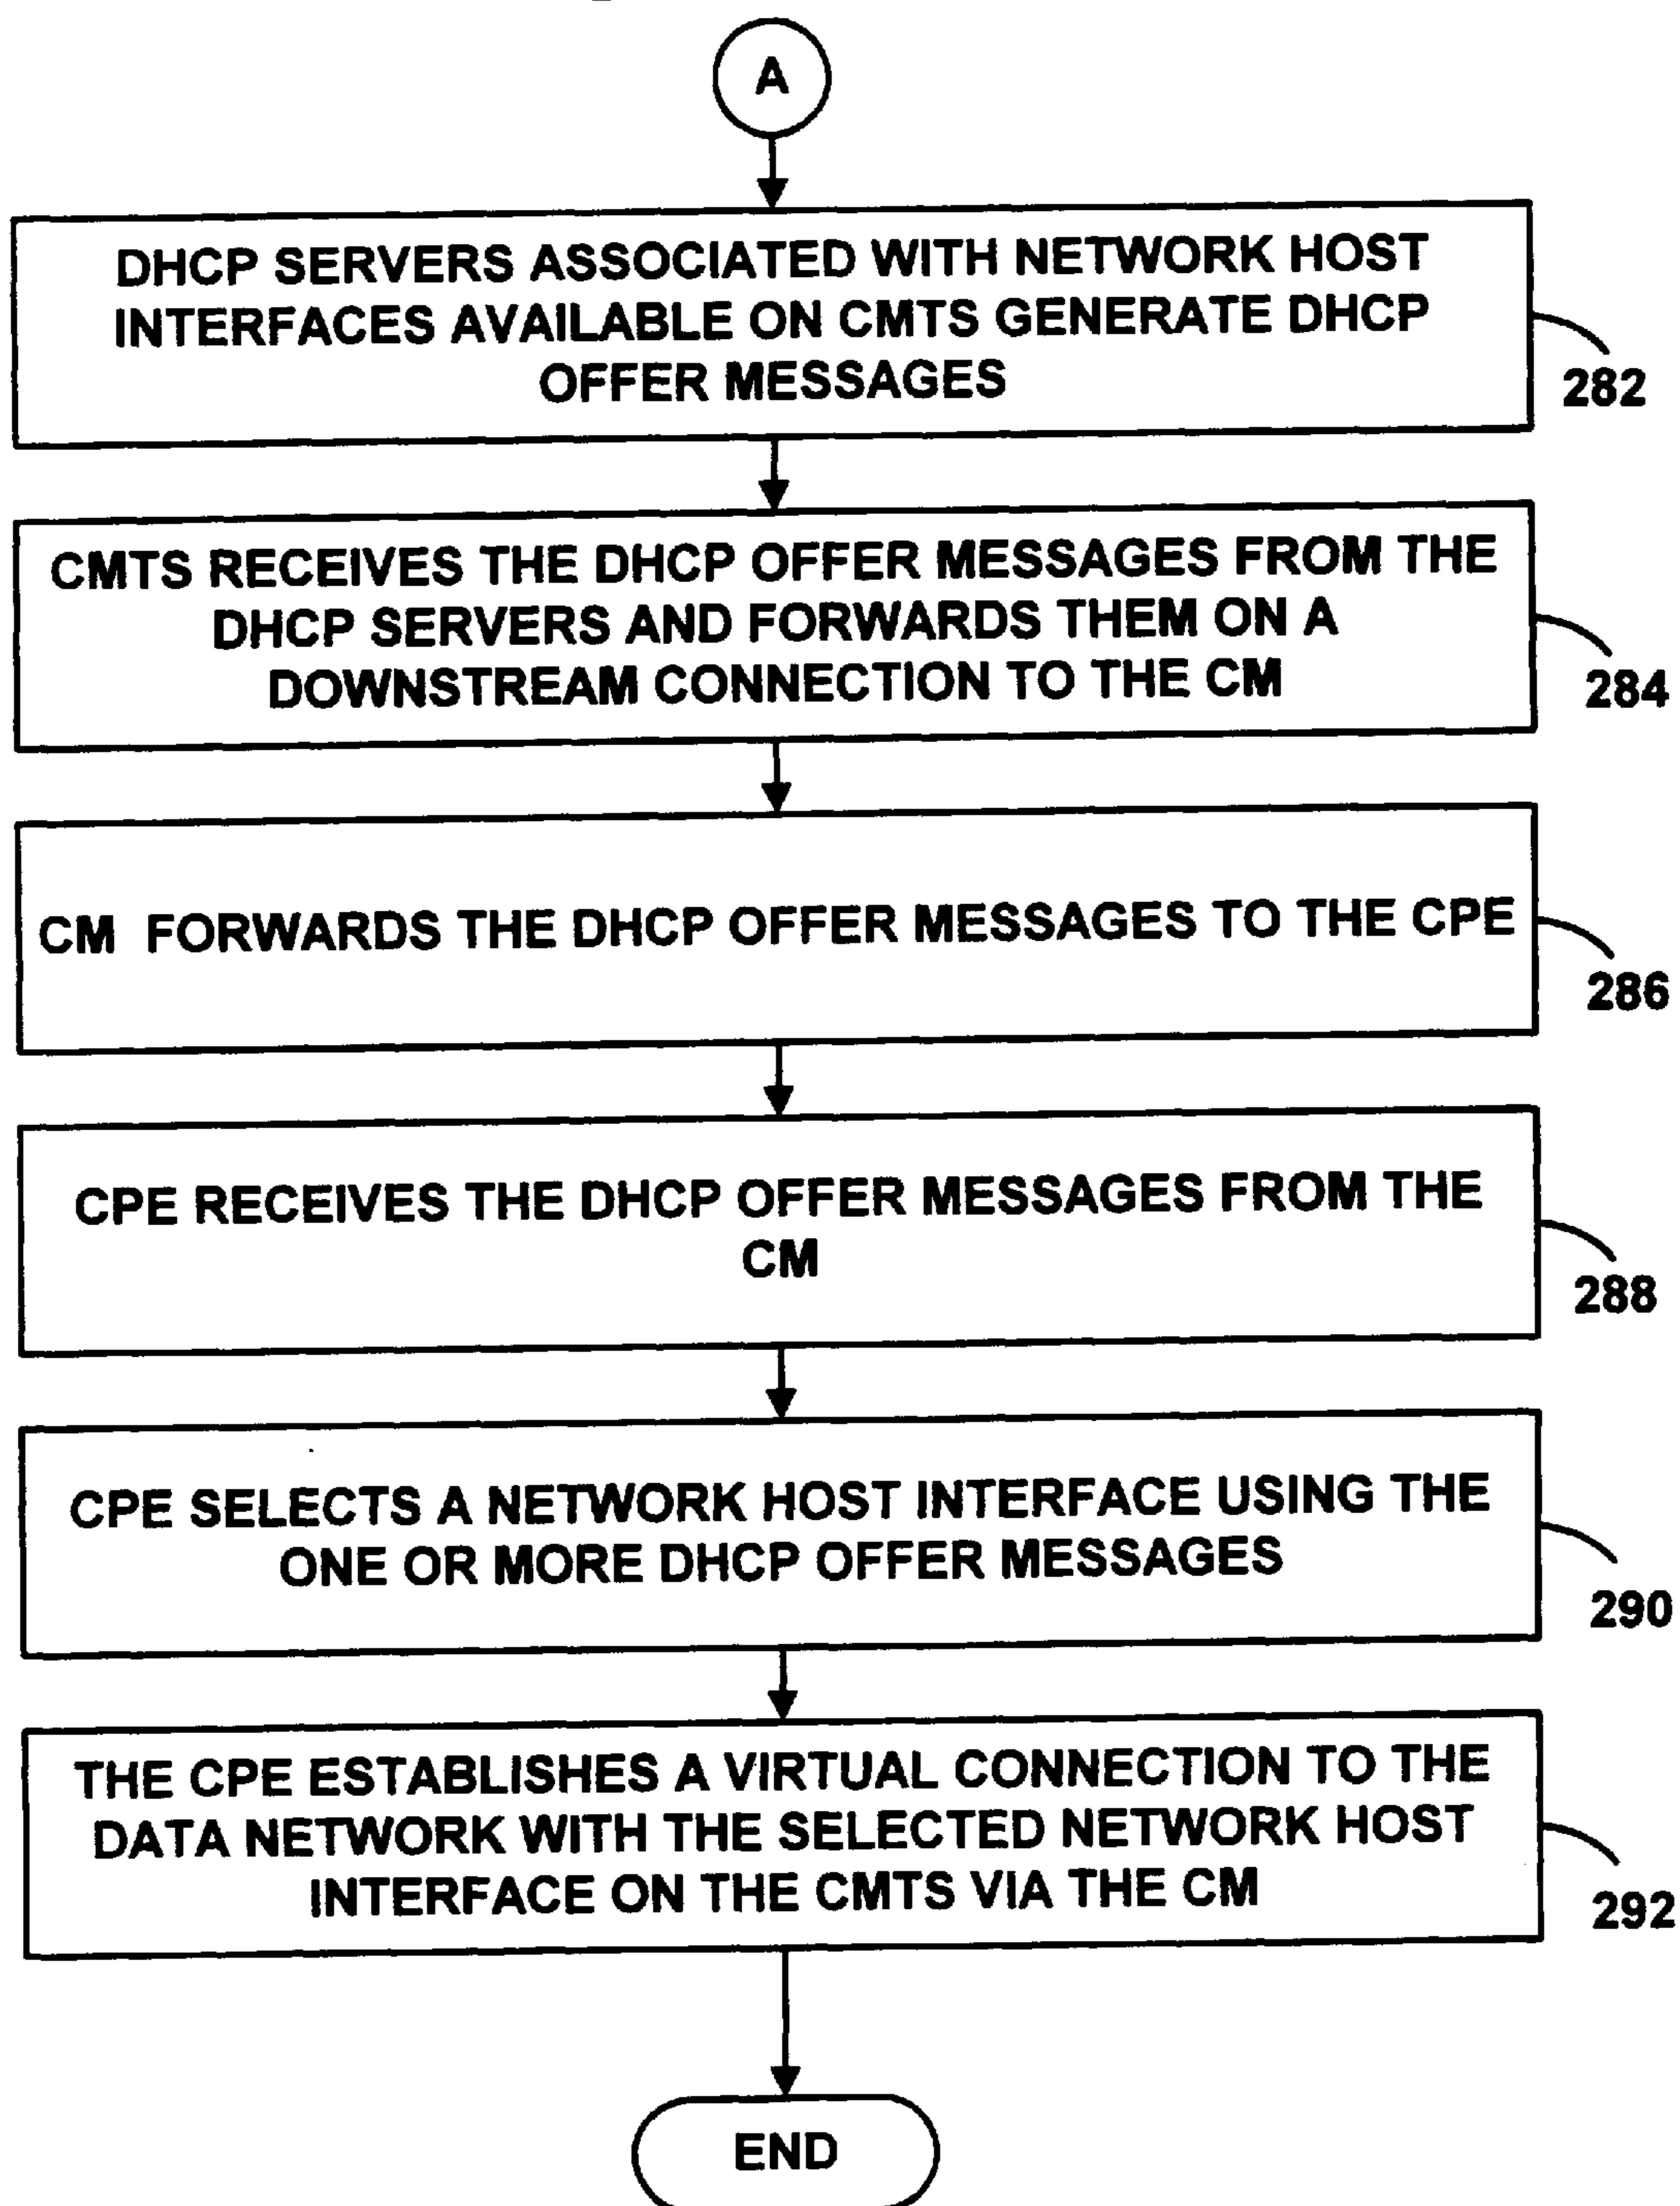 A
DHCP SERVERS ASSOCIATED WITH NETWORK HOST
INTERFACES AVAILABLE ON CMTS GENERATE DHCP
OFFER MESSAGES
282
CMTS RECEIVES THE DHCP OFFER MESSAGES FROM THE
DHCP SERVERS AND FORWARDS THEM ON A
DOWNSTREAM CONNECTION TO THE CM
284
CM FORWARDS THE DHCP OFFER MESSAGES TO THE CPE
286
CPE RECEIVES THE DHCP OFFER MESSAGES FROM THE
CM
288
CPE SELECTS A NETWORK HOST INTERFACE USING THE
ONE OR MORE DHCP OFFER MESSAGES
290
THE CPE ESTABLISHES A VIRTUAL CONNECTION TO THE
DATA NETWORK WITH THE SELECTED NETWORK HOST
INTERFACE ON THE CMTS VIA THE CM
292
END